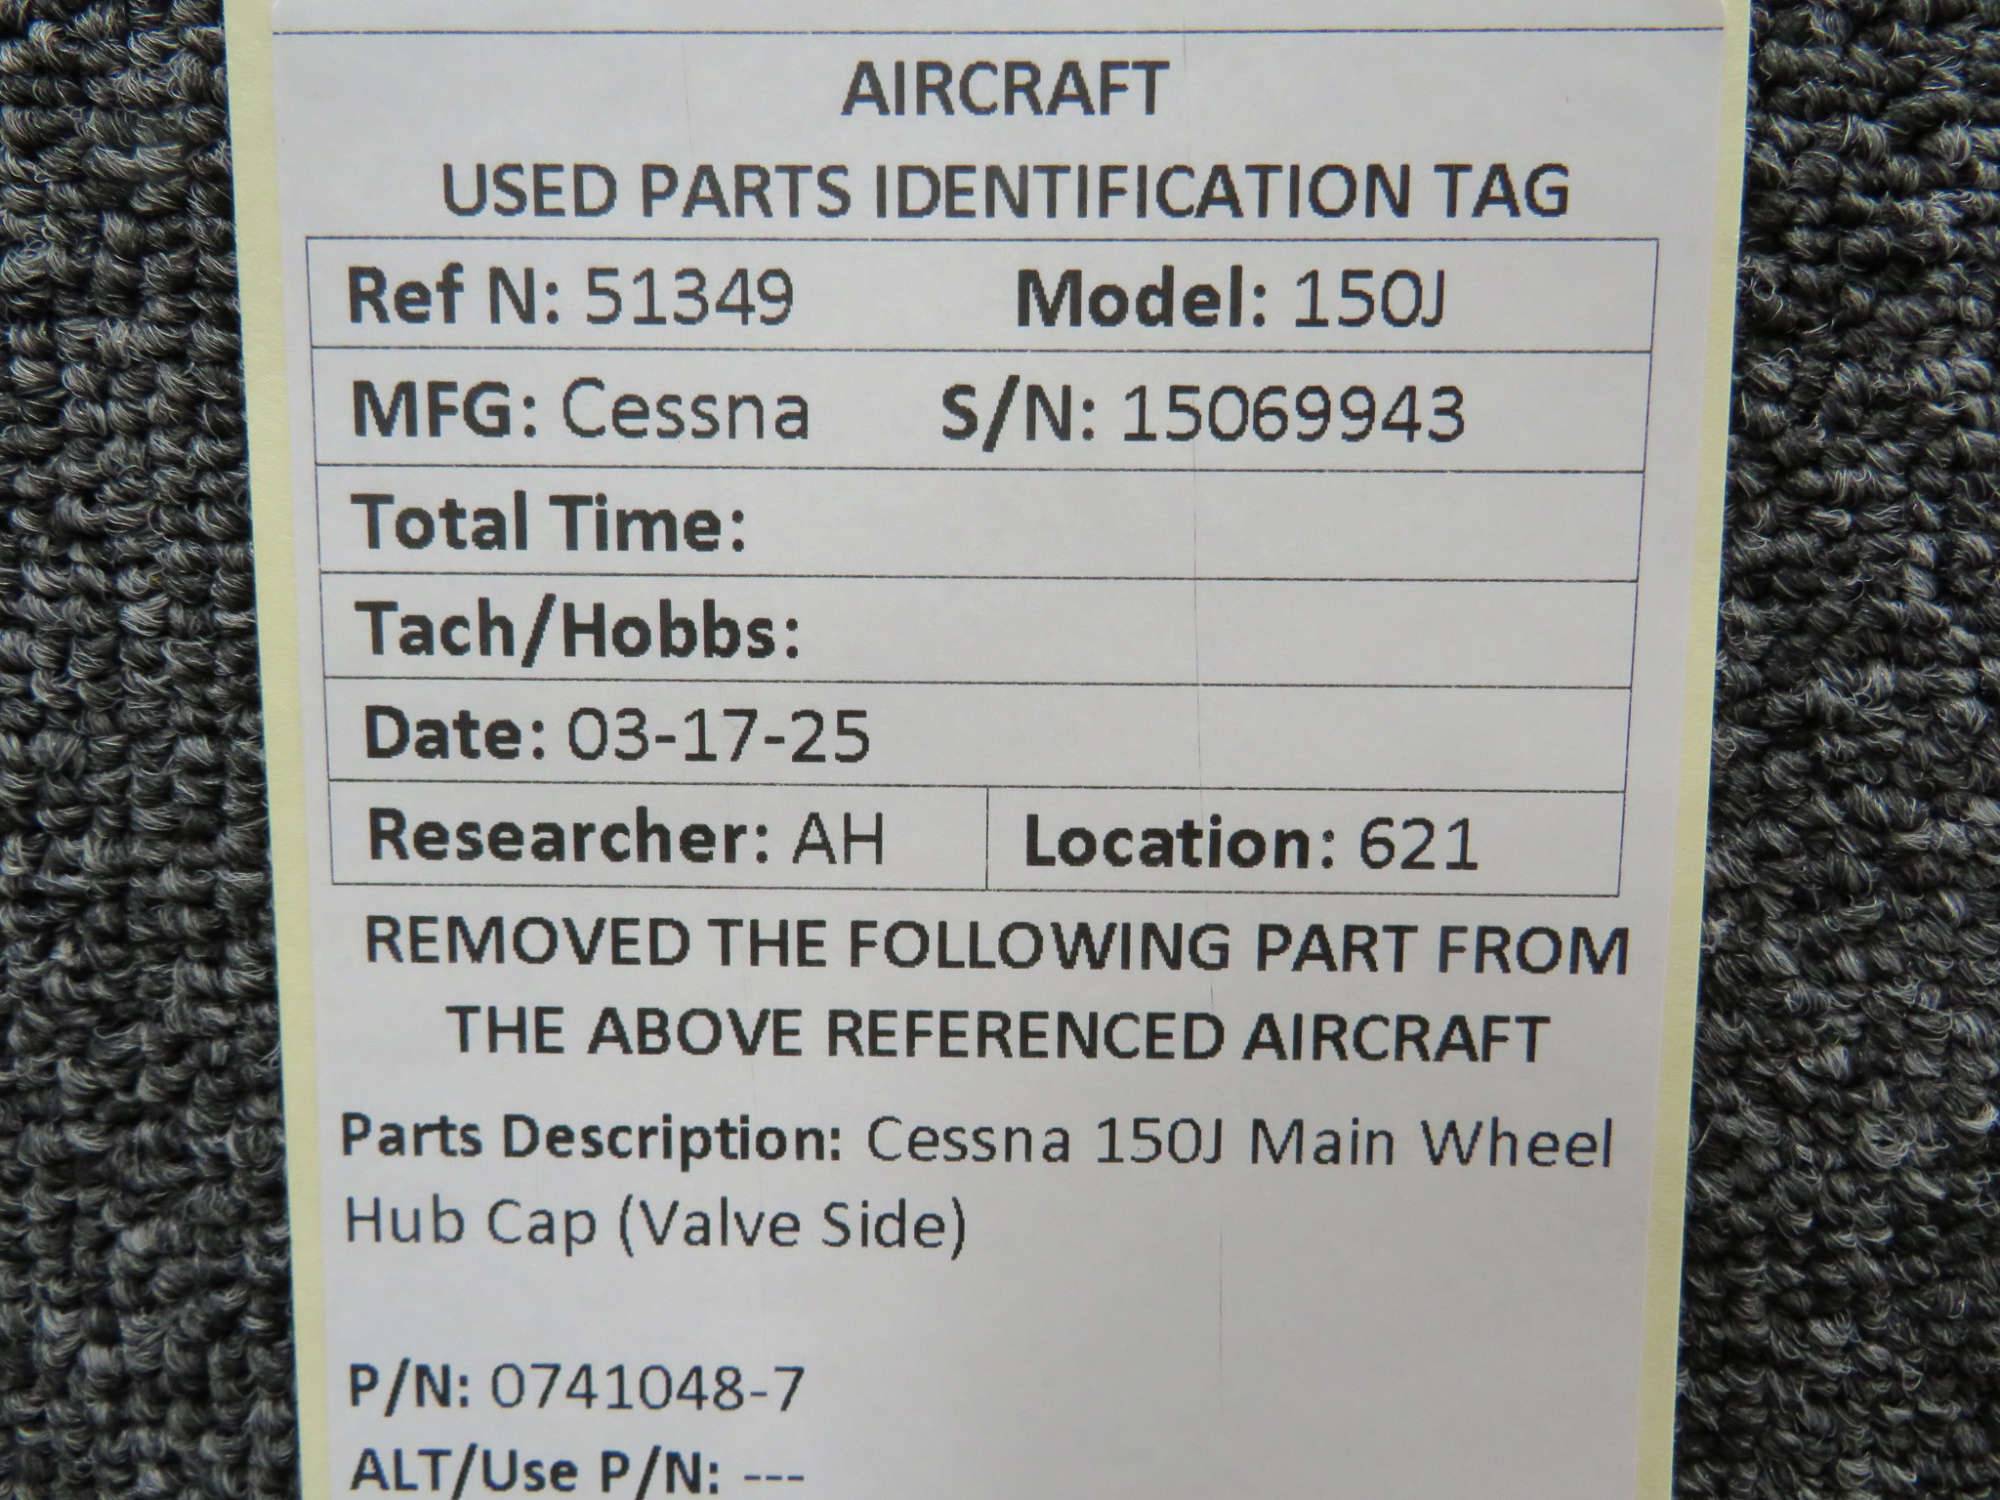 AIRCRAFT
USED PARTS IDENTIFICATION TAG
Ref N: 51349 Model: 150J
MFG: Cessna S/N: 15069943
Total Time:
Tach/Hobbs:
Date: 03-17-25
Researcher: AH Location: 621
REMOVED THE FOLLOWING PART FROM
THE ABOVE REFERENCED AIRCRAFT
Parts Description: Cessna 150J Main Wheel
Hub Cap (Valve Side)
P/N: 0741048-7
ALT/Use P/N: ---